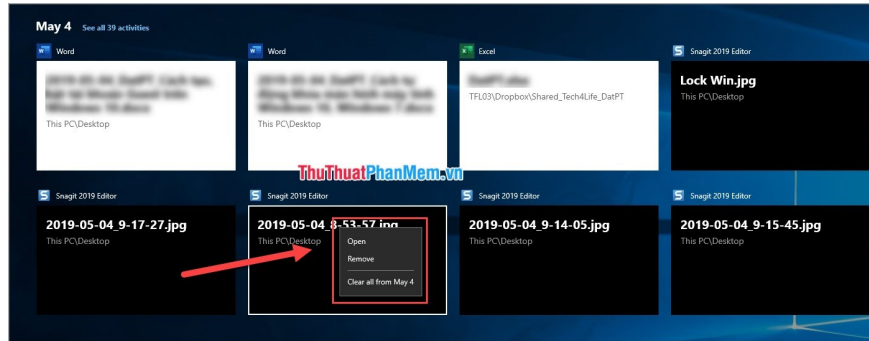 May 4 See all 39 activities
Word
Word
Excel
Snagit 2019 Editor
This PC\Desktop
This PC\Desktop
TFL03\Dropbox\Shared_Tech4Life_DatPT
Lock Win.jpg
This PC\Desktop
ThuThuatPhanMem.vn
Snagit 2019 Editor
Snagit 2019 Editor
Snagit 2019 Editor
Snagit 2019 Editor
2019-05-04_9-17-27.jpg
This PC\Desktop
2019-05-04_8-53-57.jpg
This PC\Desktop
Open
Remove
Clear all from May 4
2019-05-04_9-14-05.jpg
This PC\Desktop
2019-05-04_9-15-45.jpg
This PC\Desktop